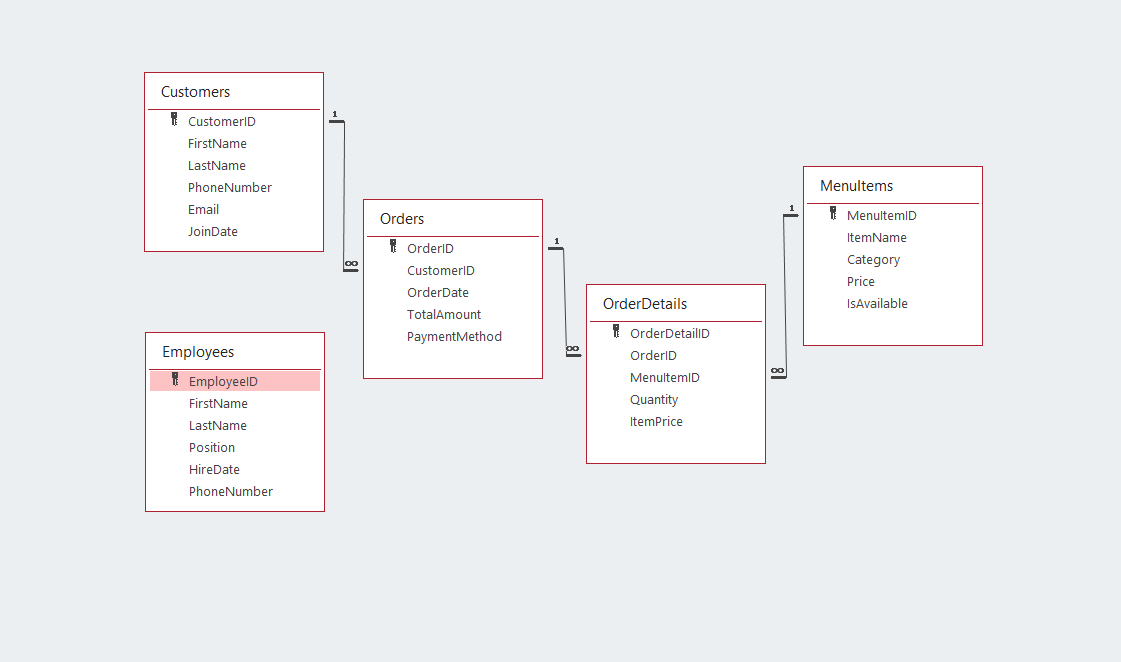 Customers
CustomerID
FirstName
LastName
PhoneNumber
Email
JoinDate
1
∞
Orders
OrderID
CustomerID
OrderDate
TotalAmount
PaymentMethod
1
∞
OrderDetails
OrderDetailID
OrderID
MenuItemID
Quantity
ItemPrice
1
∞
MenuItems
MenuItemID
ItemName
Category
Price
IsAvailable
Employees
EmployeeID
FirstName
LastName
Position
HireDate
PhoneNumber